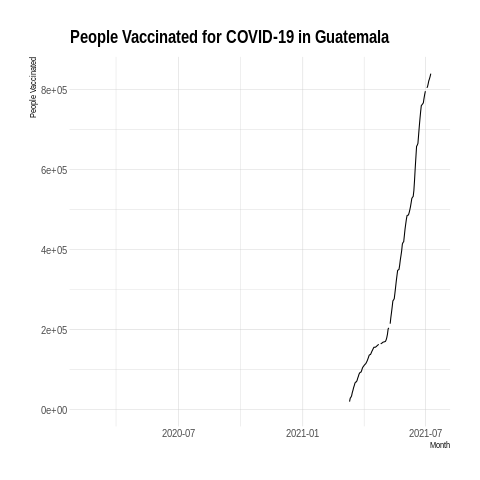 People Vaccinated for COVID-19 in Guatemala
People Vaccinated
8e+05
6e+05
4e+05
2e+05
0e+00
2020-07
2021-01
2021-07
Month